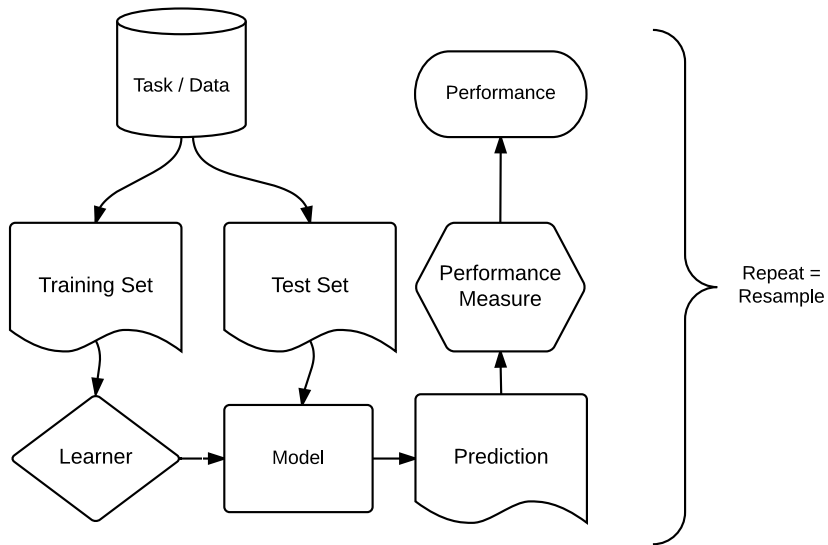 Task / Data
Performance
Training Set
Test Set
Performance
Measure
Repeat =
Resample
Learner
Model
Prediction